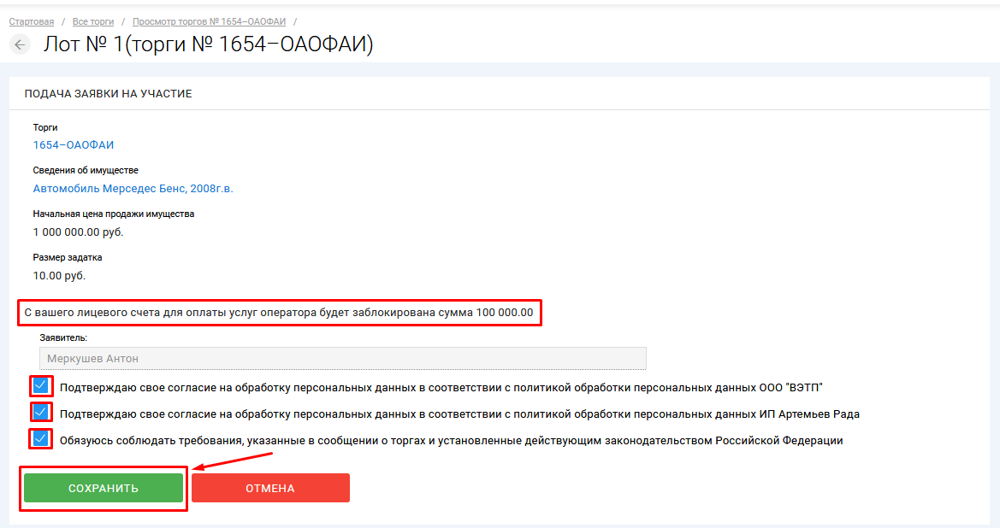 Стартовая / Все торги / Просмотр торгов № 1654–ОАОФАИ /
Лот № 1(торги № 1654–ОАОФАИ)
ПОДАЧА ЗАЯВКИ НА УЧАСТИЕ
Торги
1654–ОАОФАИ
Сведения об имуществе
Автомобиль Мерседес Бенс, 2008г.в.
Начальная цена продажи имущества
1 000 000.00 руб.
Размер задатка
10.00 руб.
С вашего лицевого счета для оплаты услуг оператора будет заблокирована сумма 100 000.00
Заявитель:
Меркушев Антон
Подтверждаю свое согласие на обработку персональных данных в соответствии с политикой обработки персональных данных ООО "ВЭТП"
Подтверждаю свое согласие на обработку персональных данных в соответствии с политикой обработки персональных данных ИП Артемьев Рада
Обязуюсь соблюдать требования, указанные в сообщении о торгах и установленные действующим законодательством Российской Федерации
СОХРАНИТЬ ОТМЕНА